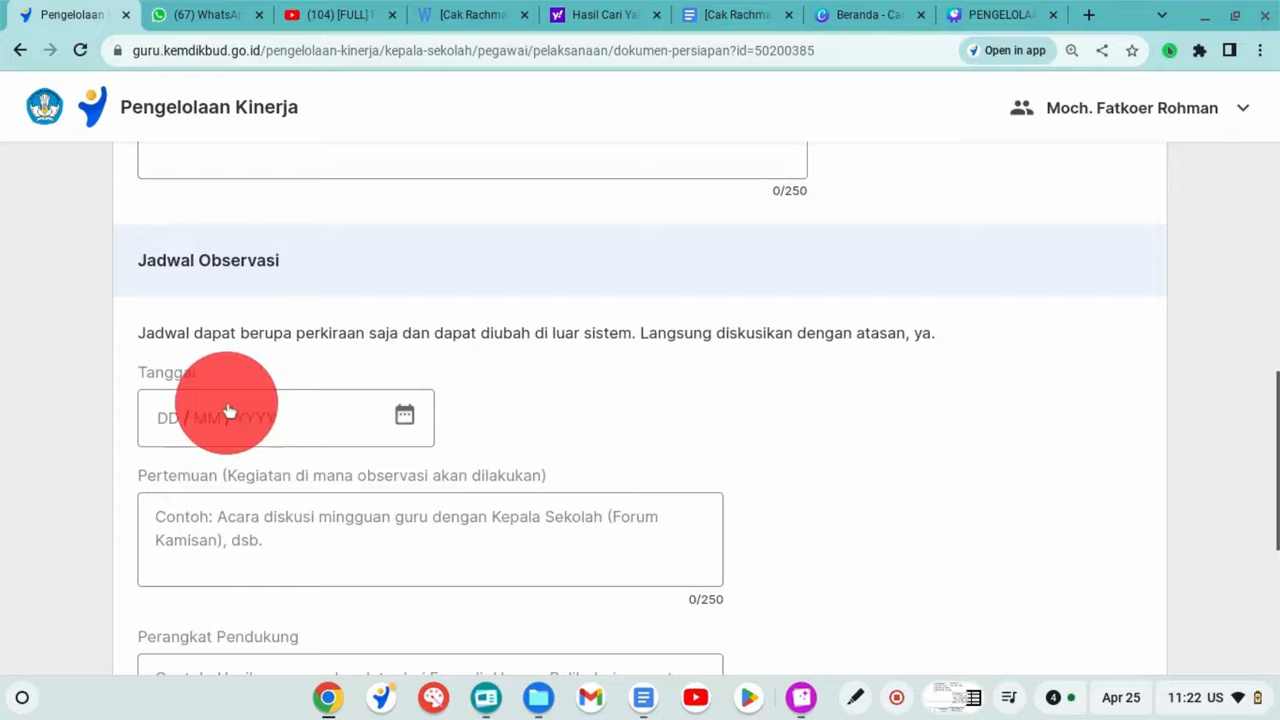 Pengelolaan K
(67) WhatsA
(104) [FULL]
[Cak Rachma
Hasil Cari Ya
[Cak Rachma
Beranda - Ca
PENGELOLAA
guru.kemdikbud.go.id/pengelolaan-kinerja/kepala-sekolah/pegawai/pelaksanaan/dokumen-persiapan?id=50200385
Open in app
Pengelolaan Kinerja
Moch. Fatkoer Rohman
0/250
Jadwal Observasi
Jadwal dapat berupa perkiraan saja dan dapat diubah di luar sistem. Langsung diskusikan dengan atasan, ya.
Tanggal
DD / MM / YYYY
Pertemuan (Kegiatan di mana observasi akan dilakukan)
Contoh: Acara diskusi mingguan guru dengan Kepala Sekolah (Forum
Kamisan), dsb.
0/250
Perangkat Pendukung
4
Apr 25
11:22 US